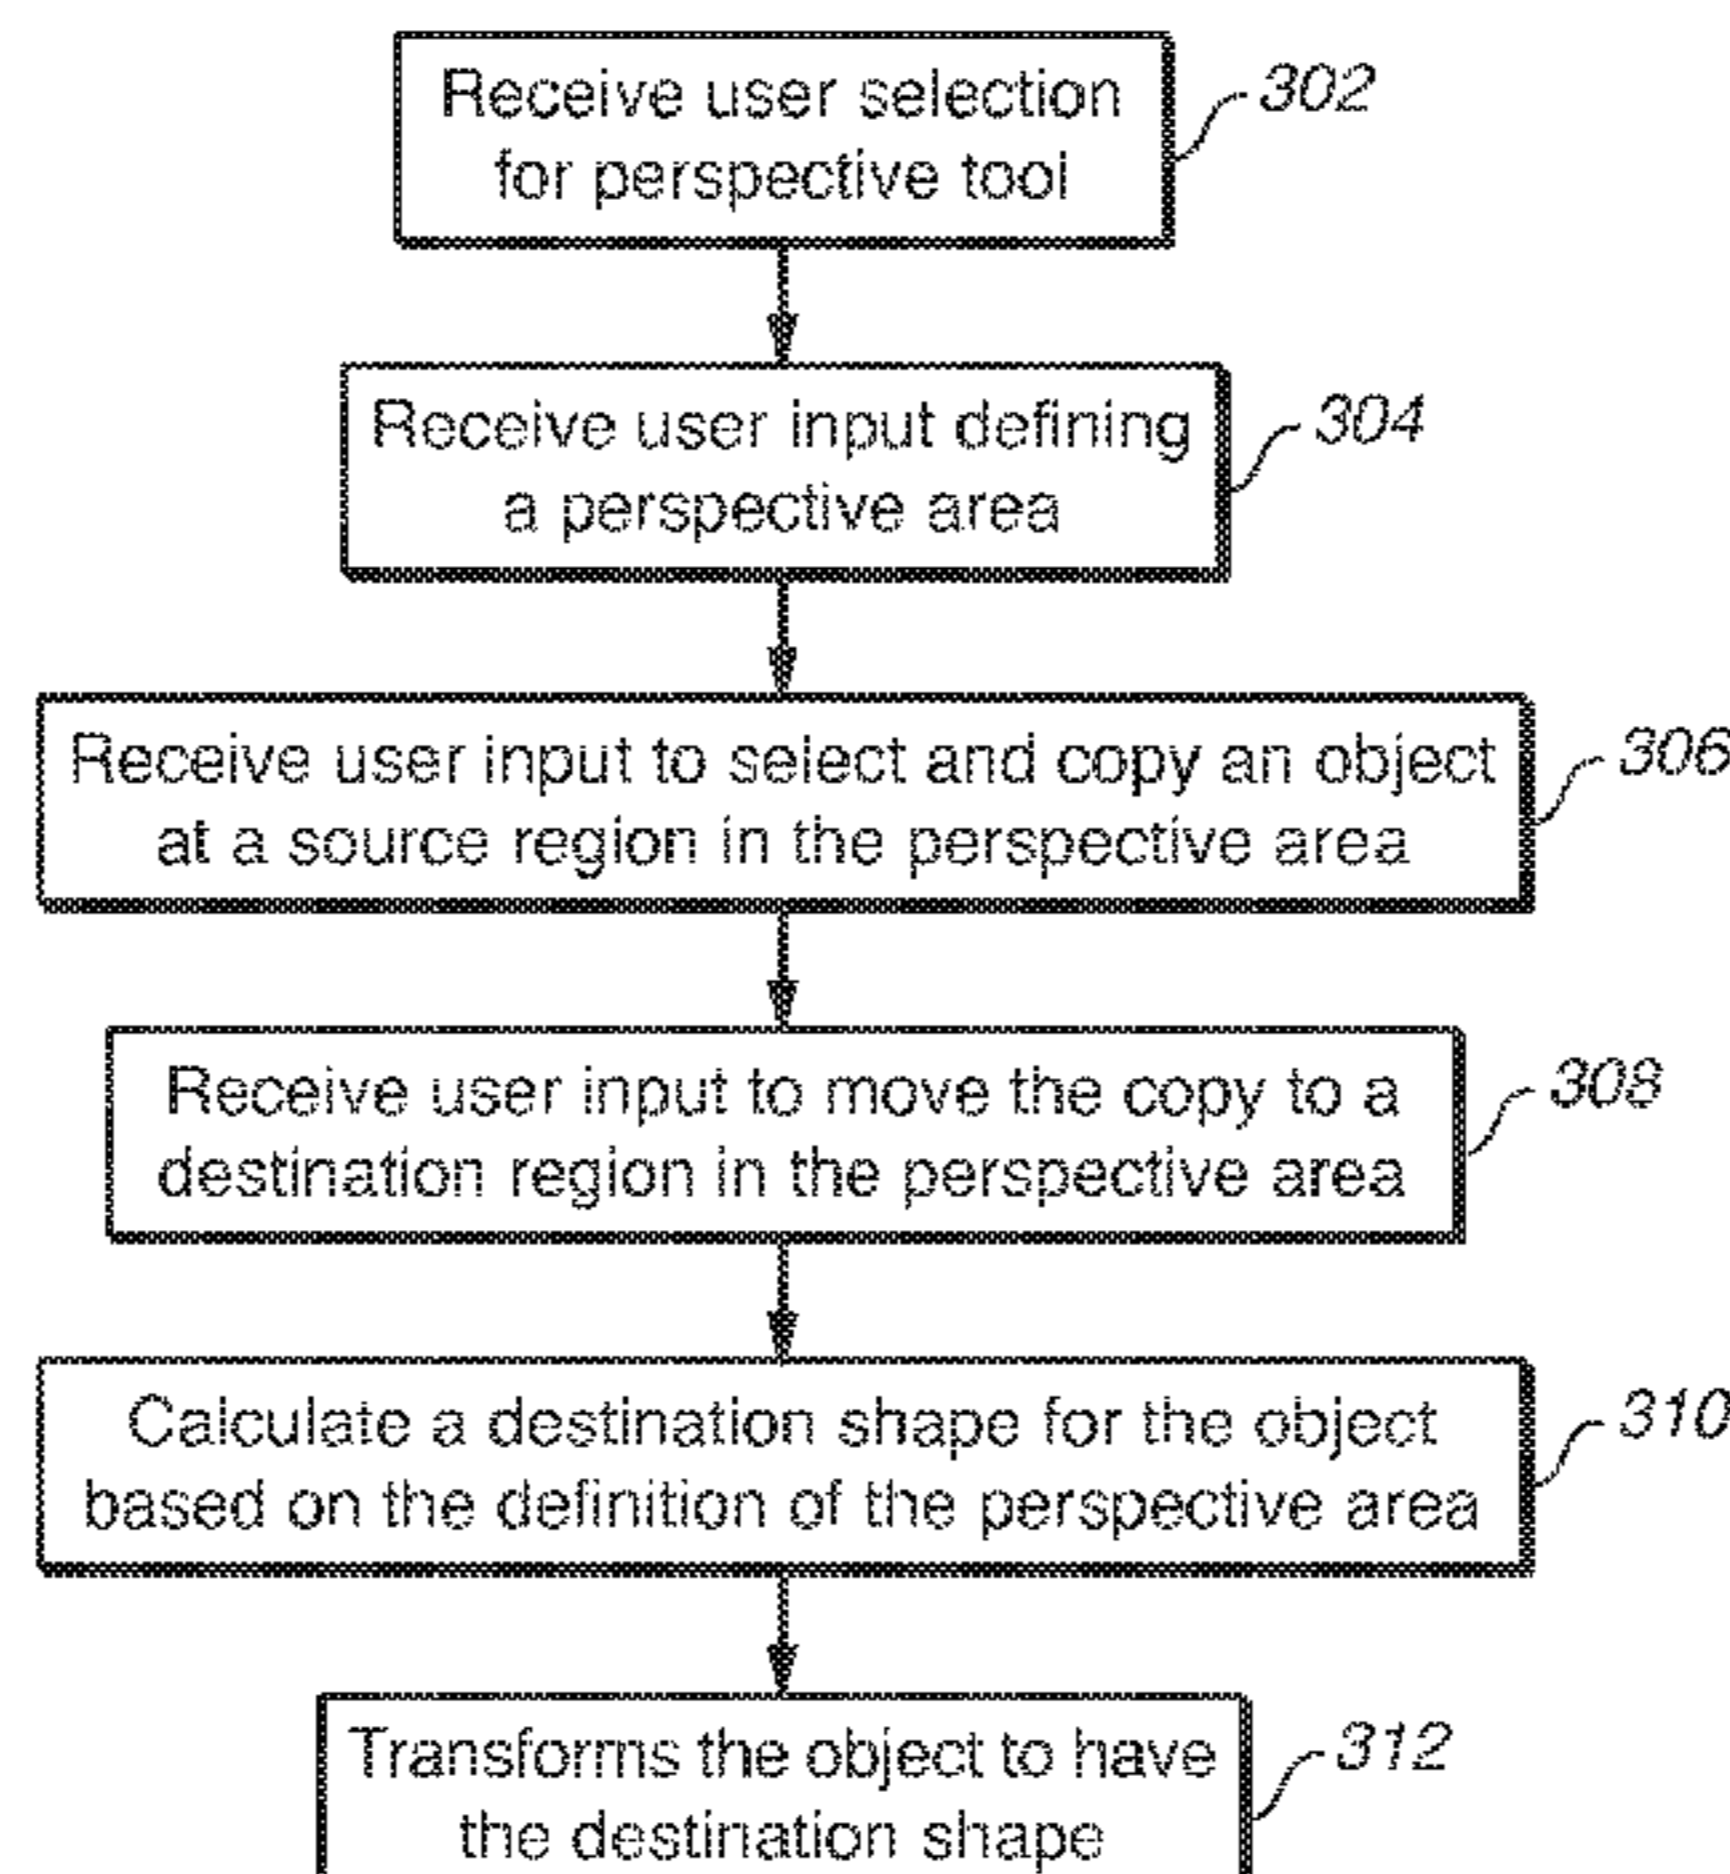 Receive user selection
for perspective tool
302
Receive user input defining
a perspective area
304
Receive user input to select and copy an object
at a source region in the perspective area
306
Receive user input to move the copy to a
destination region in the perspective area
308
Calculate a destination shape for the object
based on the definition of the perspective area
310
Transforms the object to have
the destination shape
312